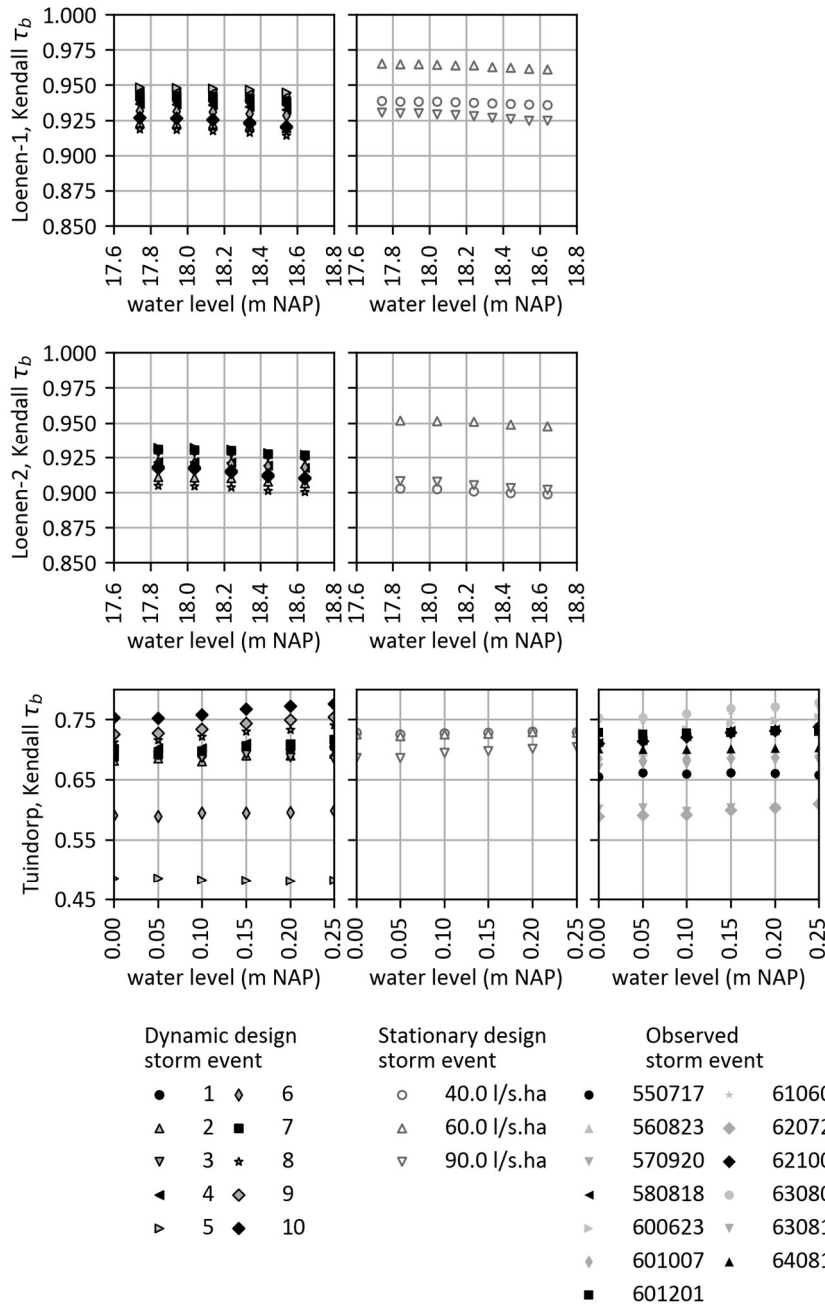 1.000
0.975
0.950
0.925
0.900
0.875
0.850
Loenen-1, Kendall τb
17.6 17.8 18.0 18.2 18.4 18.6 18.8
17.6 17.8 18.0 18.2 18.4 18.6 18.8
water level (m NAP) water level (m NAP)
1.000
0.975
0.950
0.925
0.900
0.875
0.850
Loenen-2, Kendall τb
17.6 17.8 18.0 18.2 18.4 18.6 18.8
17.6 17.8 18.0 18.2 18.4 18.6 18.8
water level (m NAP) water level (m NAP)
0.75
0.65
0.55
0.45
Tuindorp, Kendall τb
0.00 0.05 0.10 0.15 0.20 0.25
0.00 0.05 0.10 0.15 0.20 0.25
0.00 0.05 0.10 0.15 0.20 0.25
water level (m NAP) water level (m NAP) water level (m NAP)
Dynamic design
storm event
1 6
2 7
3 8
4 9
5 10
Stationary design
storm event
40.0 l/s.ha
60.0 l/s.ha
90.0 l/s.ha
Observed
storm event
550717 61060
560823 62072
570920 62100
580818 63080
600623 63081
601007 64081
601201